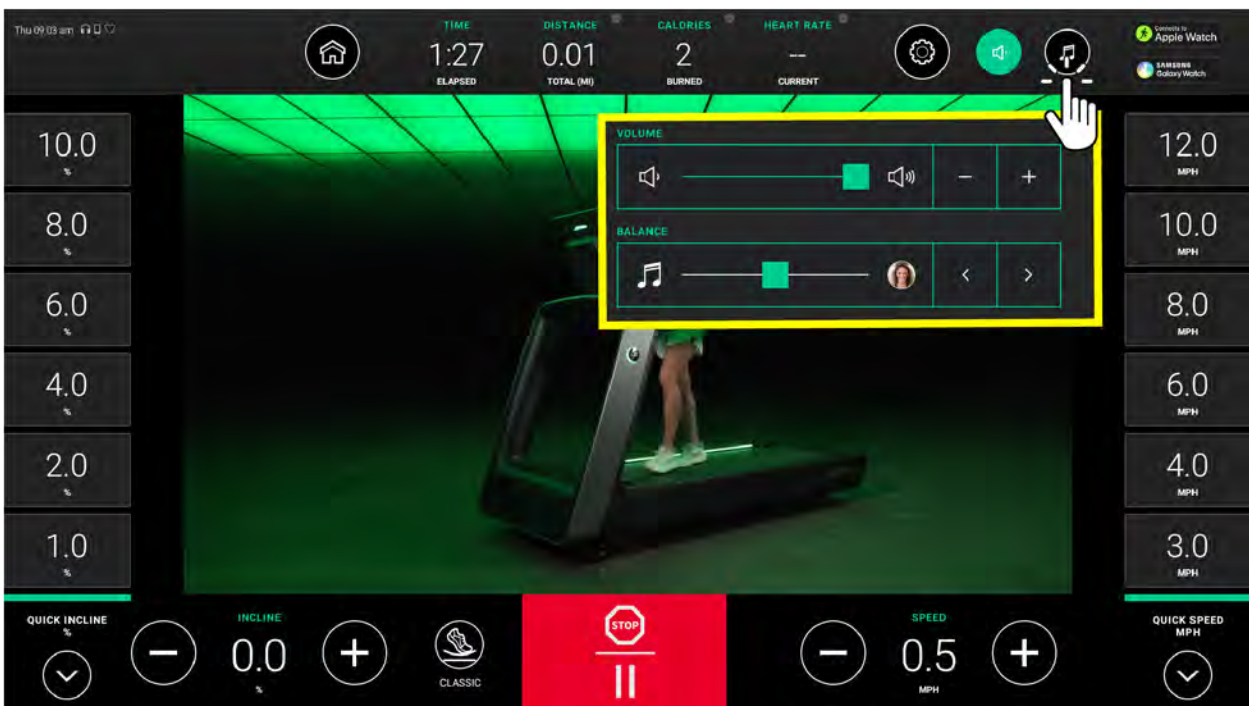 Thu 09:03 am
TIME
1:27
ELAPSED
DISTANCE
0.01
TOTAL (MI)
CALORIES
2
BURNED
HEART RATE
--
CURRENT
Connects to
Apple Watch
SAMSUNG
Galaxy Watch
10.0
%
8.0
%
6.0
%
4.0
%
2.0
%
1.0
%
VOLUME
− +
BALANCE
< >
12.0
MPH
10.0
MPH
8.0
MPH
6.0
MPH
4.0
MPH
3.0
MPH
QUICK INCLINE
%
INCLINE
− 0.0 +
%
CLASSIC
STOP
SPEED
− 0.5 +
MPH
QUICK SPEED
MPH